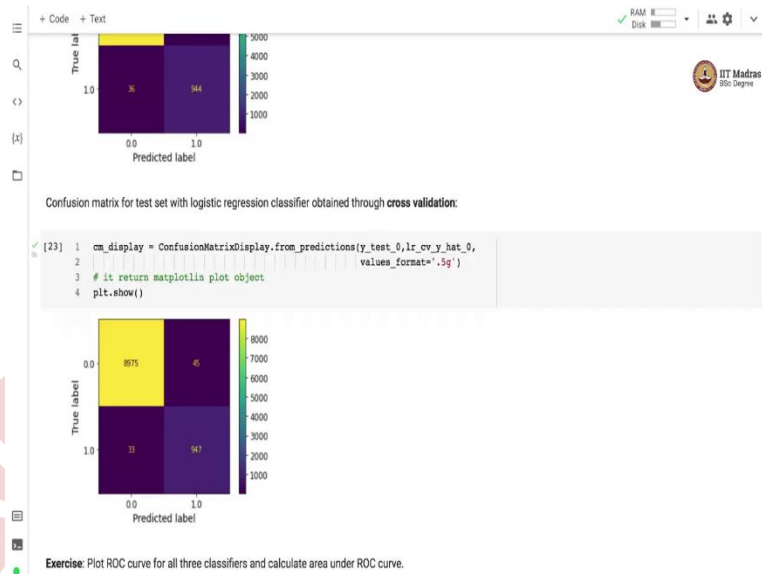 + Code + Text
RAM
Disk
IIT Madras
BSc Degree
True label
5000
4000
3000
2000
1000
1.0
36
944
0.0
1.0
Predicted label
{x}
Confusion matrix for test set with logistic regression classifier obtained through cross validation:
[23] 1 cm_display = ConfusionMatrixDisplay.from_predictions(y_test_0,lr_cv_y_hat_0,
2 values_format='.5g')
3 # it return matplotlin plot object
4 plt.show()
True label
0.0
8975
45
1.0
33
947
8000
7000
6000
5000
4000
3000
2000
1000
0.0
1.0
Predicted label
Exercise: Plot ROC curve for all three classifiers and calculate area under ROC curve.